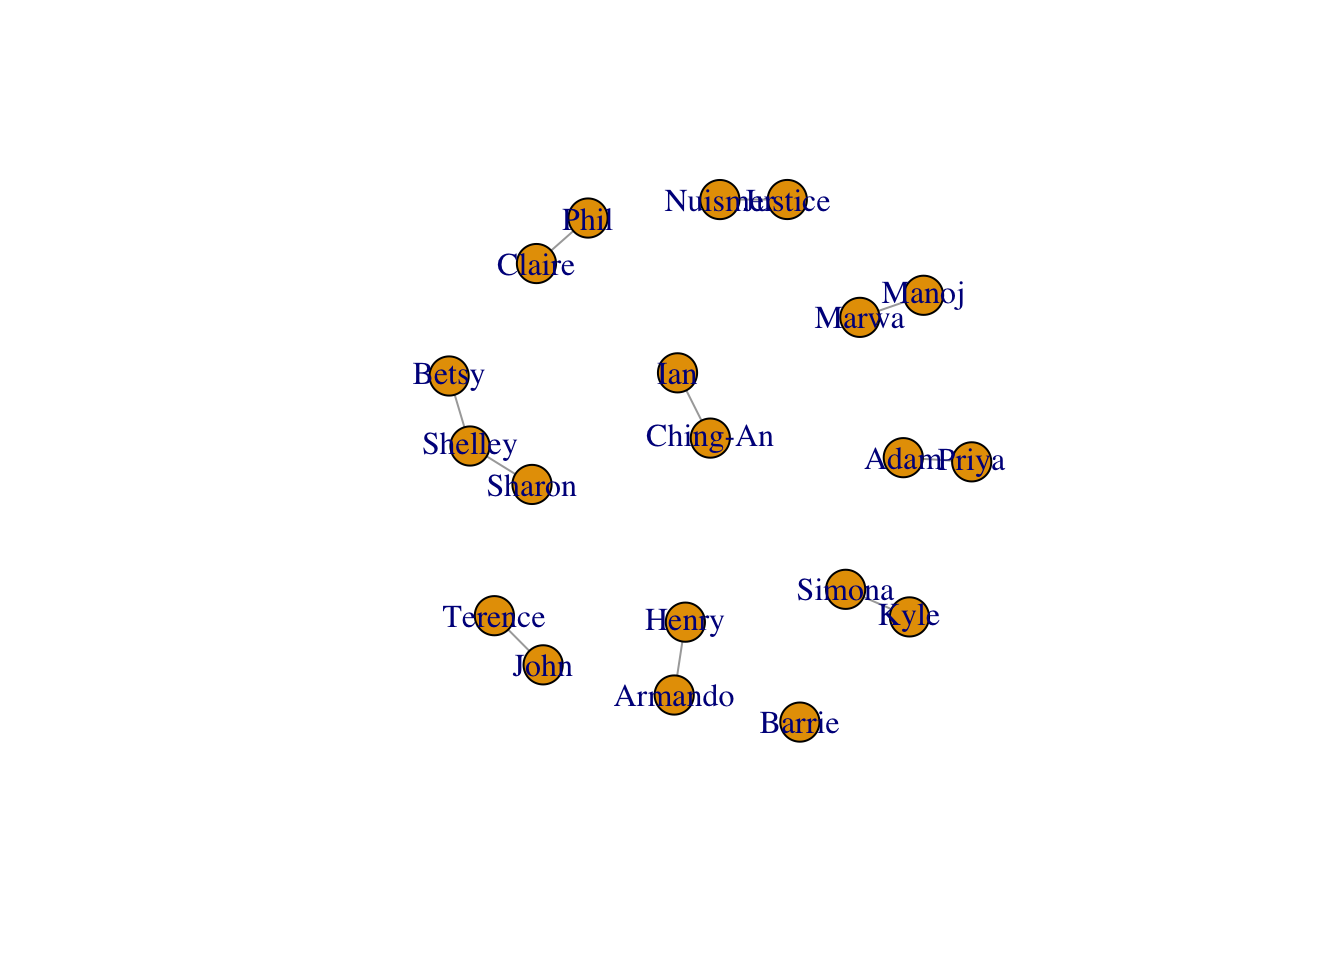 Phil
Nuismer
Justice
Claire
Manoj
Marwa
Betsy
Ian
Shelley
Ching-An
Adam
Priya
Sharon
Simona
Terence
Henry
Kyle
John
Armando
Barrie